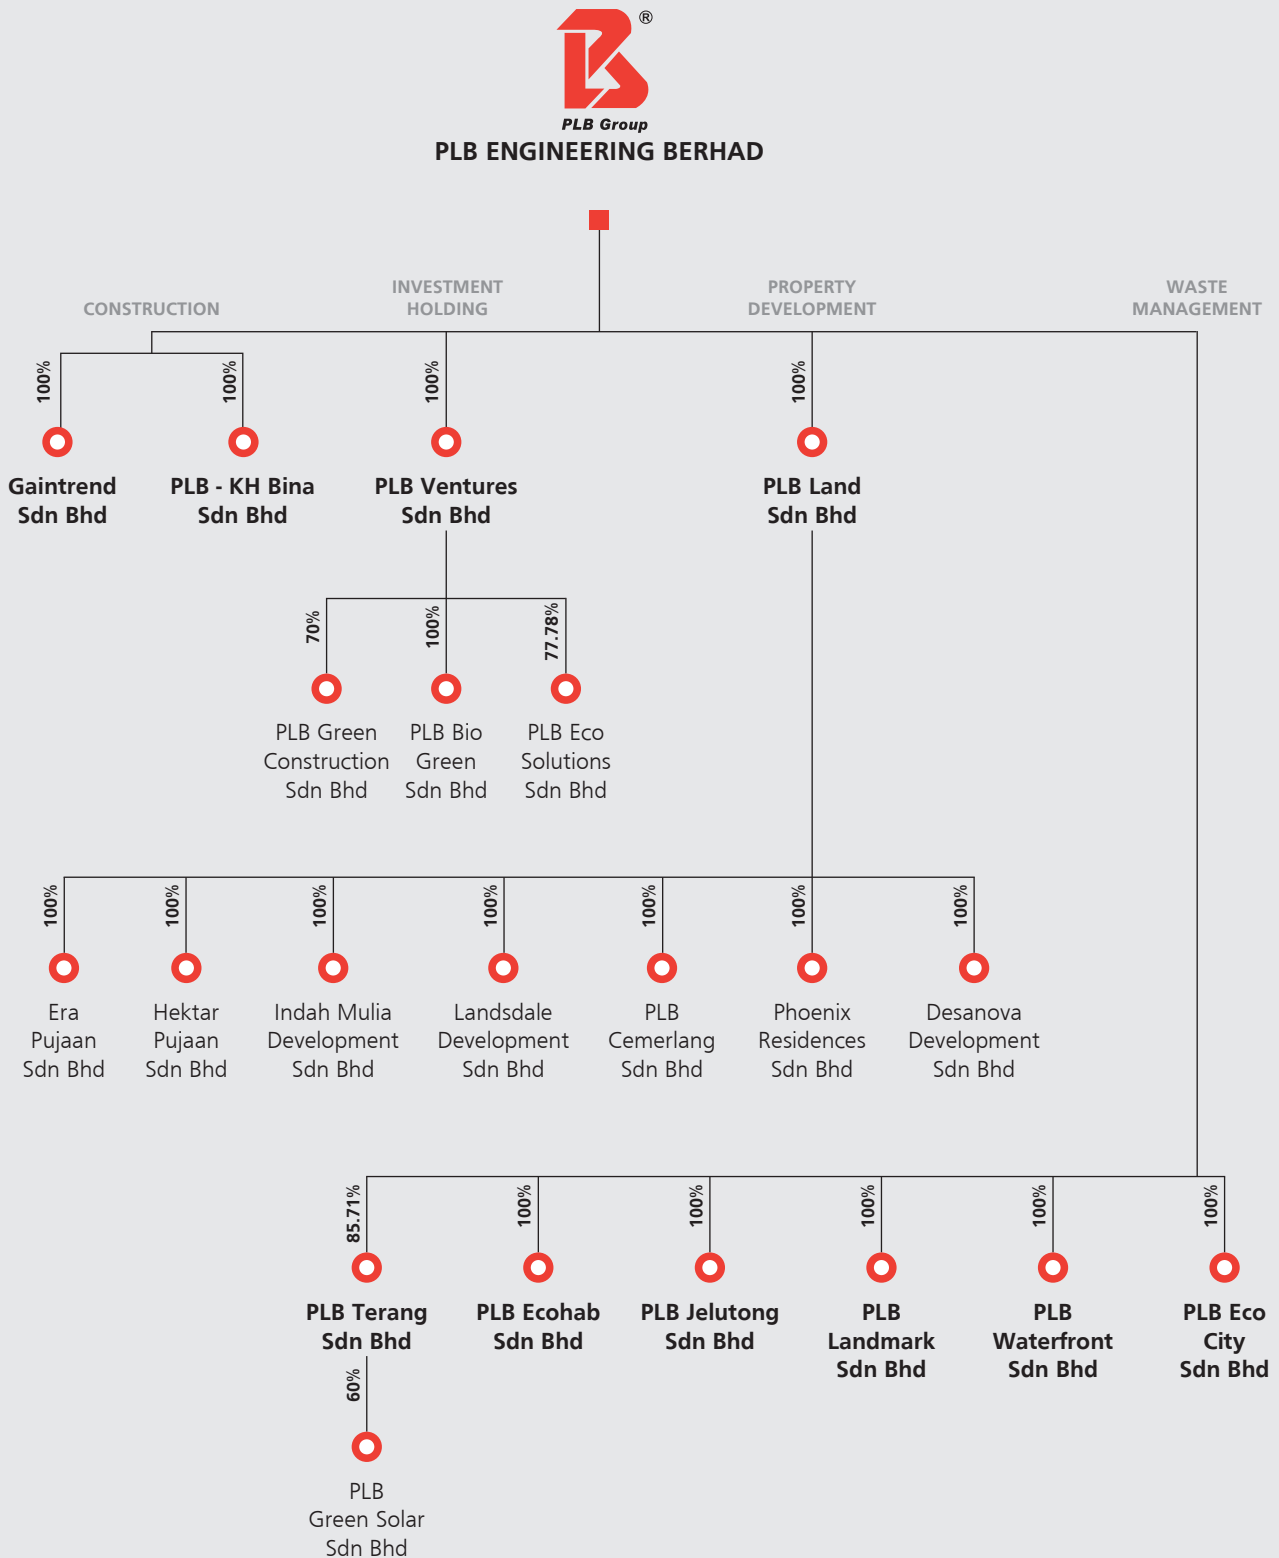 ®
PLB Group
PLB ENGINEERING BERHAD
CONSTRUCTION
INVESTMENT
HOLDING
PROPERTY
DEVELOPMENT
WASTE
MANAGEMENT
100%
100%
100%
100%
Gaintrend
Sdn Bhd
PLB - KH Bina
Sdn Bhd
PLB Ventures
Sdn Bhd
PLB Land
Sdn Bhd
70%
100%
77.78%
PLB Green
Construction
Sdn Bhd
PLB Bio
Green
Sdn Bhd
PLB Eco
Solutions
Sdn Bhd
100%
100%
100%
100%
100%
100%
100%
Era
Pujaan
Sdn Bhd
Hektar
Pujaan
Sdn Bhd
Indah Mulia
Development
Sdn Bhd
Landsdale
Development
Sdn Bhd
PLB
Cemerlang
Sdn Bhd
Phoenix
Residences
Sdn Bhd
Desanova
Development
Sdn Bhd
85.71%
100%
100%
100%
100%
100%
PLB Terang
Sdn Bhd
PLB Ecohab
Sdn Bhd
PLB Jelutong
Sdn Bhd
PLB
Landmark
Sdn Bhd
PLB
Waterfront
Sdn Bhd
PLB Eco
City
Sdn Bhd
60%
PLB
Green Solar
Sdn Bhd